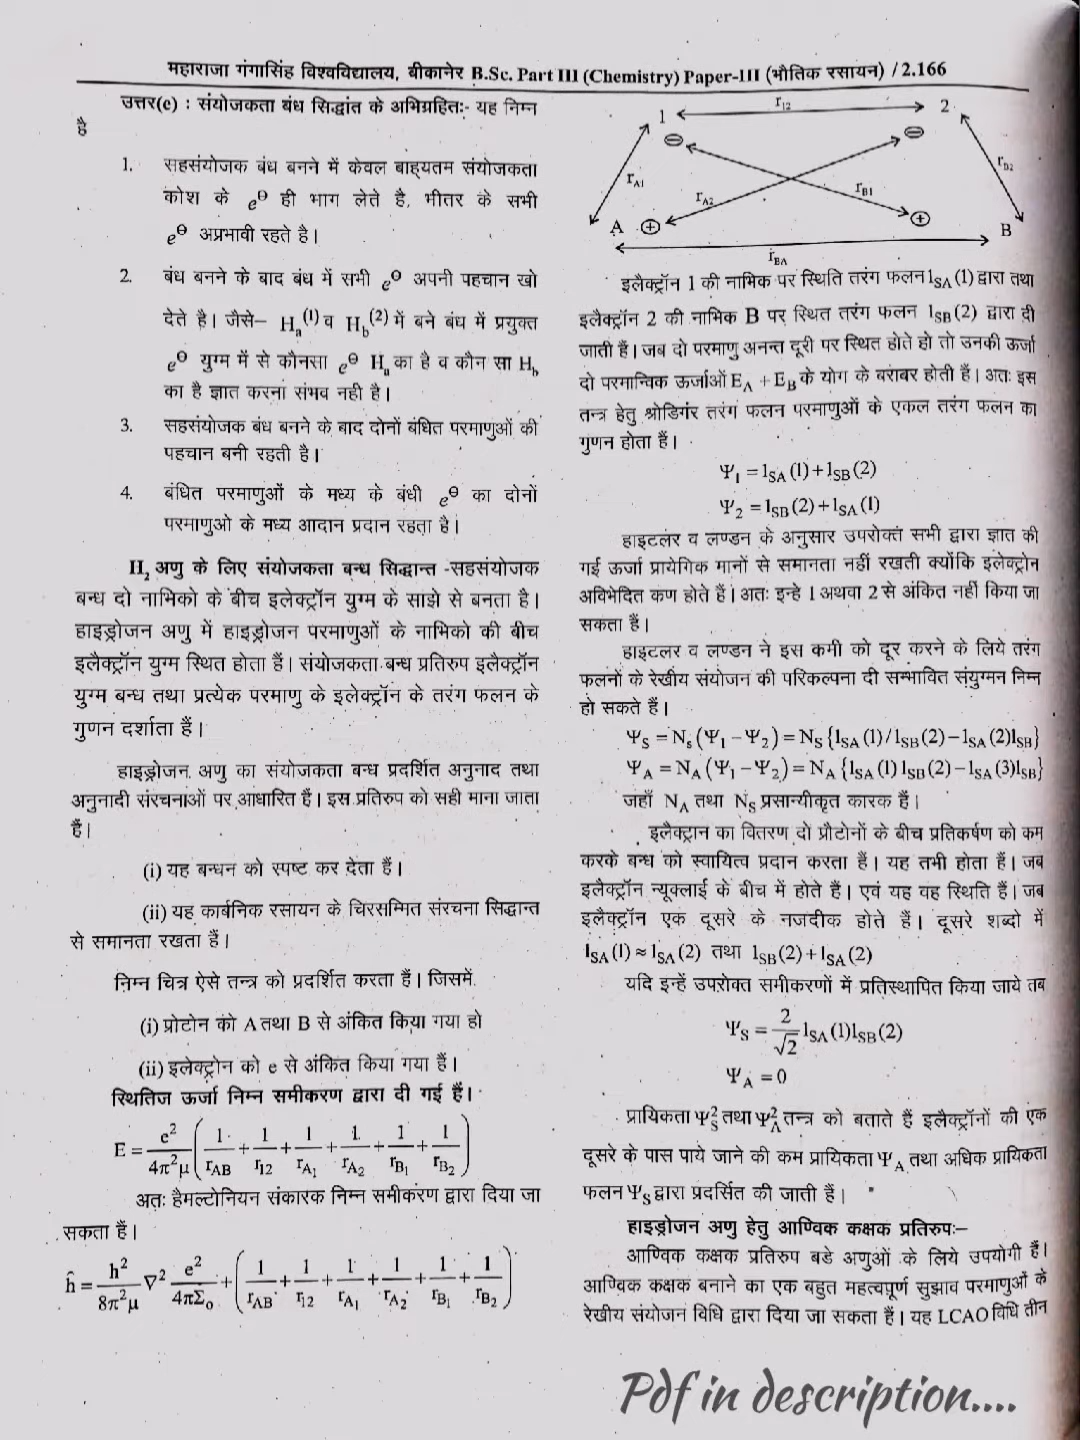 महाराजा गंगासिंह विश्वविद्यालय, बीकानेर B.Sc. Part III (Chemistry) Paper-III (भौतिक रसायन) / 2.166
उत्तर(c) : संयोजकता बंध सिद्धांत के अभिग्रहितः- यह निम्न
है
1. सहसंयोजक बंध बनने में केवल बाह्यतम संयोजकता
कोश के e⊖ ही भाग लेते है, भीतर के सभी
e⊖ अप्रभावी रहते है।
2. बंध बनने के बाद बंध में सभी e⊖ अपनी पहचान खो
देते है। जैसे– Ha(1) व Hb(2) में बने बंध में प्रयुक्त
e⊖ युग्म में से कौनसा e⊖ Ha का है व कौन सा Hb
का है ज्ञात करना संभव नही है।
3. सहसंयोजक बंध बनने के बाद दोनों बंधित परमाणुओं की
पहचान बनी रहती है।
4. बंधित परमाणुओं के मध्य के बंधी e⊖ का दोनों
परमाणुओ के मध्य आदान प्रदान रहता है।
H2 अणु के लिए संयोजकता बन्ध सिद्धान्त -सहसंयोजक
बन्ध दो नाभिको के बीच इलेक्ट्रॉन युग्म के साझे से बनता है।
हाइड्रोजन अणु में हाइड्रोजन परमाणुओं के नाभिको की बीच
इलैक्ट्रॉन युग्म स्थित होता हैं। संयोजकता बन्ध प्रतिरुप इलैक्ट्रॉन
युग्म बन्ध तथा प्रत्येक परमाणु के इलेक्ट्रॉन के तरंग फलन के
गुणन दर्शाता हैं।
हाइड्रोजन अणु का संयोजकता बन्ध प्रदर्शित अनुनाद तथा
अनुनादी संरचनाओं पर आधारित हैं। इस प्रतिरुप को सही माना जाता
हैं।
(i) यह बन्धन को स्पष्ट कर देता हैं।
(ii) यह कार्बनिक रसायन के चिरसम्मित संरचना सिद्धान्त
से समानता रखता हैं।
निम्न चित्र ऐसे तन्त्र को प्रदर्शित करता हैं। जिसमें
(i) प्रोटोन को A तथा B से अंकित किया गया हो
(ii) इलेक्ट्रोन को e से अंकित किया गया हैं।
स्थितिज ऊर्जा निम्न समीकरण द्वारा दी गई हैं।
E = e²/4π²μ (1/rAB + 1/r12 + 1/rA1 + 1/rA2 + 1/rB1 + 1/rB2)
अतः हैमल्टोनियन संकारक निम्न समीकरण द्वारा दिया जा
सकता हैं।
ĥ = h²/8π²μ ∇² e²/4πΣo + (1/rAB + 1/r12 + 1/rA1 + 1/rA2 + 1/rB1 + 1/rB2)
1 r12 2
⊖ ⊖
rA1 rA2 rB1 rB2
A ⊕ ⊕ B
rBA
इलैक्ट्रॉन 1 की नाभिक पर स्थिति तरंग फलन 1SA(1) द्वारा तथा
इलैक्ट्रॉन 2 की नाभिक B पर स्थित तरंग फलन 1SB(2) द्वारा दी
जाती हैं। जब दो परमाणु अनन्त दूरी पर स्थित होते हो तो उनकी ऊर्जा
दो परमान्विक ऊर्जाओं EA + EB के योग के बराबर होती हैं। अतः इस
तन्त्र हेतु श्रोडिगंर तरंग फलन परमाणुओं के एकल तरंग फलन का
गुणन होता हैं।
Ψ1 = 1SA(1)+1SB(2)
Ψ2 = 1SB(2)+1SA(1)
हाइटलंर व लण्डन के अनुसार उपरोक्त सभी द्वारा ज्ञात की
गई ऊर्जा प्रायेगिक मानों से समानता नहीं रखती क्योंकि इलेक्ट्रोन
अविभेदित कण होते हैं। अतः इन्हे 1 अथवा 2 से अंकित नहीं किया जा
सकता हैं।
हाइटलर व लण्डन ने इस कमी को दूर करने के लिये तरंग
फलनों के रेखीय संयोजन की परिकल्पना दी सम्भावित संयुग्मन निम्न
हो सकते हैं।
ΨS = Ns(Ψ1 – Ψ2) = NS{1SA(1)/1SB(2)–1SA(2)1SB}
ΨA = NA(Ψ1 – Ψ2) = NA{1SA(1)1SB(2)–1SA(3)1SB}
जहाँ NA तथा NS प्रसान्यीकृत कारक हैं।
इलैक्ट्रान का वितरण दो प्रौटोनों के बीच प्रतिकर्षण को कम
करके बन्ध को स्वायित्व प्रदान करता हैं। यह तभी होता हैं। जब
इलैक्ट्रॉन न्यूक्लाई के बीच में होते हैं। एवं यह वह स्थिति हैं। जब
इलैक्ट्रॉन एक दूसरे के नजदीक होते हैं। दूसरे शब्दो में
1SA(1) ≈ 1SA(2) तथा 1SB(2)+1SA(2)
यदि इन्हें उपरोक्त समीकरणों में प्रतिस्थापित किया जाये तब
ΨS = 2/√2 1SA(1)1SB(2)
ΨA = 0
प्रायिकता ΨS² तथा ΨA² तन्त्र को बताते हैं इलैक्ट्रॉनों की एक
दूसरे के पास पाये जाने की कम प्रायिकता ΨA तथा अधिक प्रायिकता
फलन ΨS द्वारा प्रदर्सित की जाती हैं।
हाइड्रोजन अणु हेतु आण्विक कक्षक प्रतिरुपः–
आण्विक कक्षक प्रतिरुप बडे अणुओं के लिये उपयोगी हैं।
आण्विक कक्षक बनाने का एक बहुत महत्वपूर्ण सुझाव परमाणुओं के
रेखीय संयोजन विधि द्वारा दिया जा सकता हैं। यह LCAO विधि तीन
Pdf in description....